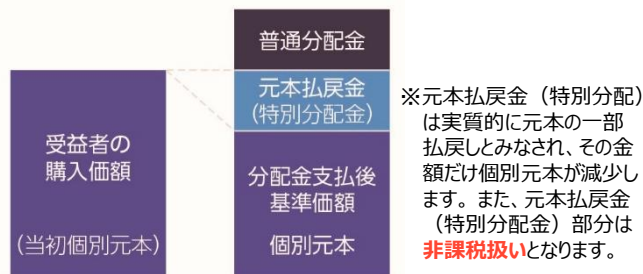 普通分配金
元本払戻金
(特別分配金)
受益者の
購入価額
(当初個別元本)
分配金支払後
基準価額
個別元本
※元本払戻金（特別分配）
は実質的に元本の一部
払戻しとみなされ、その金
額だけ個別元本が減少し
ます。また、元本払戻金
（特別分配金）部分は
非課税扱いとなります。